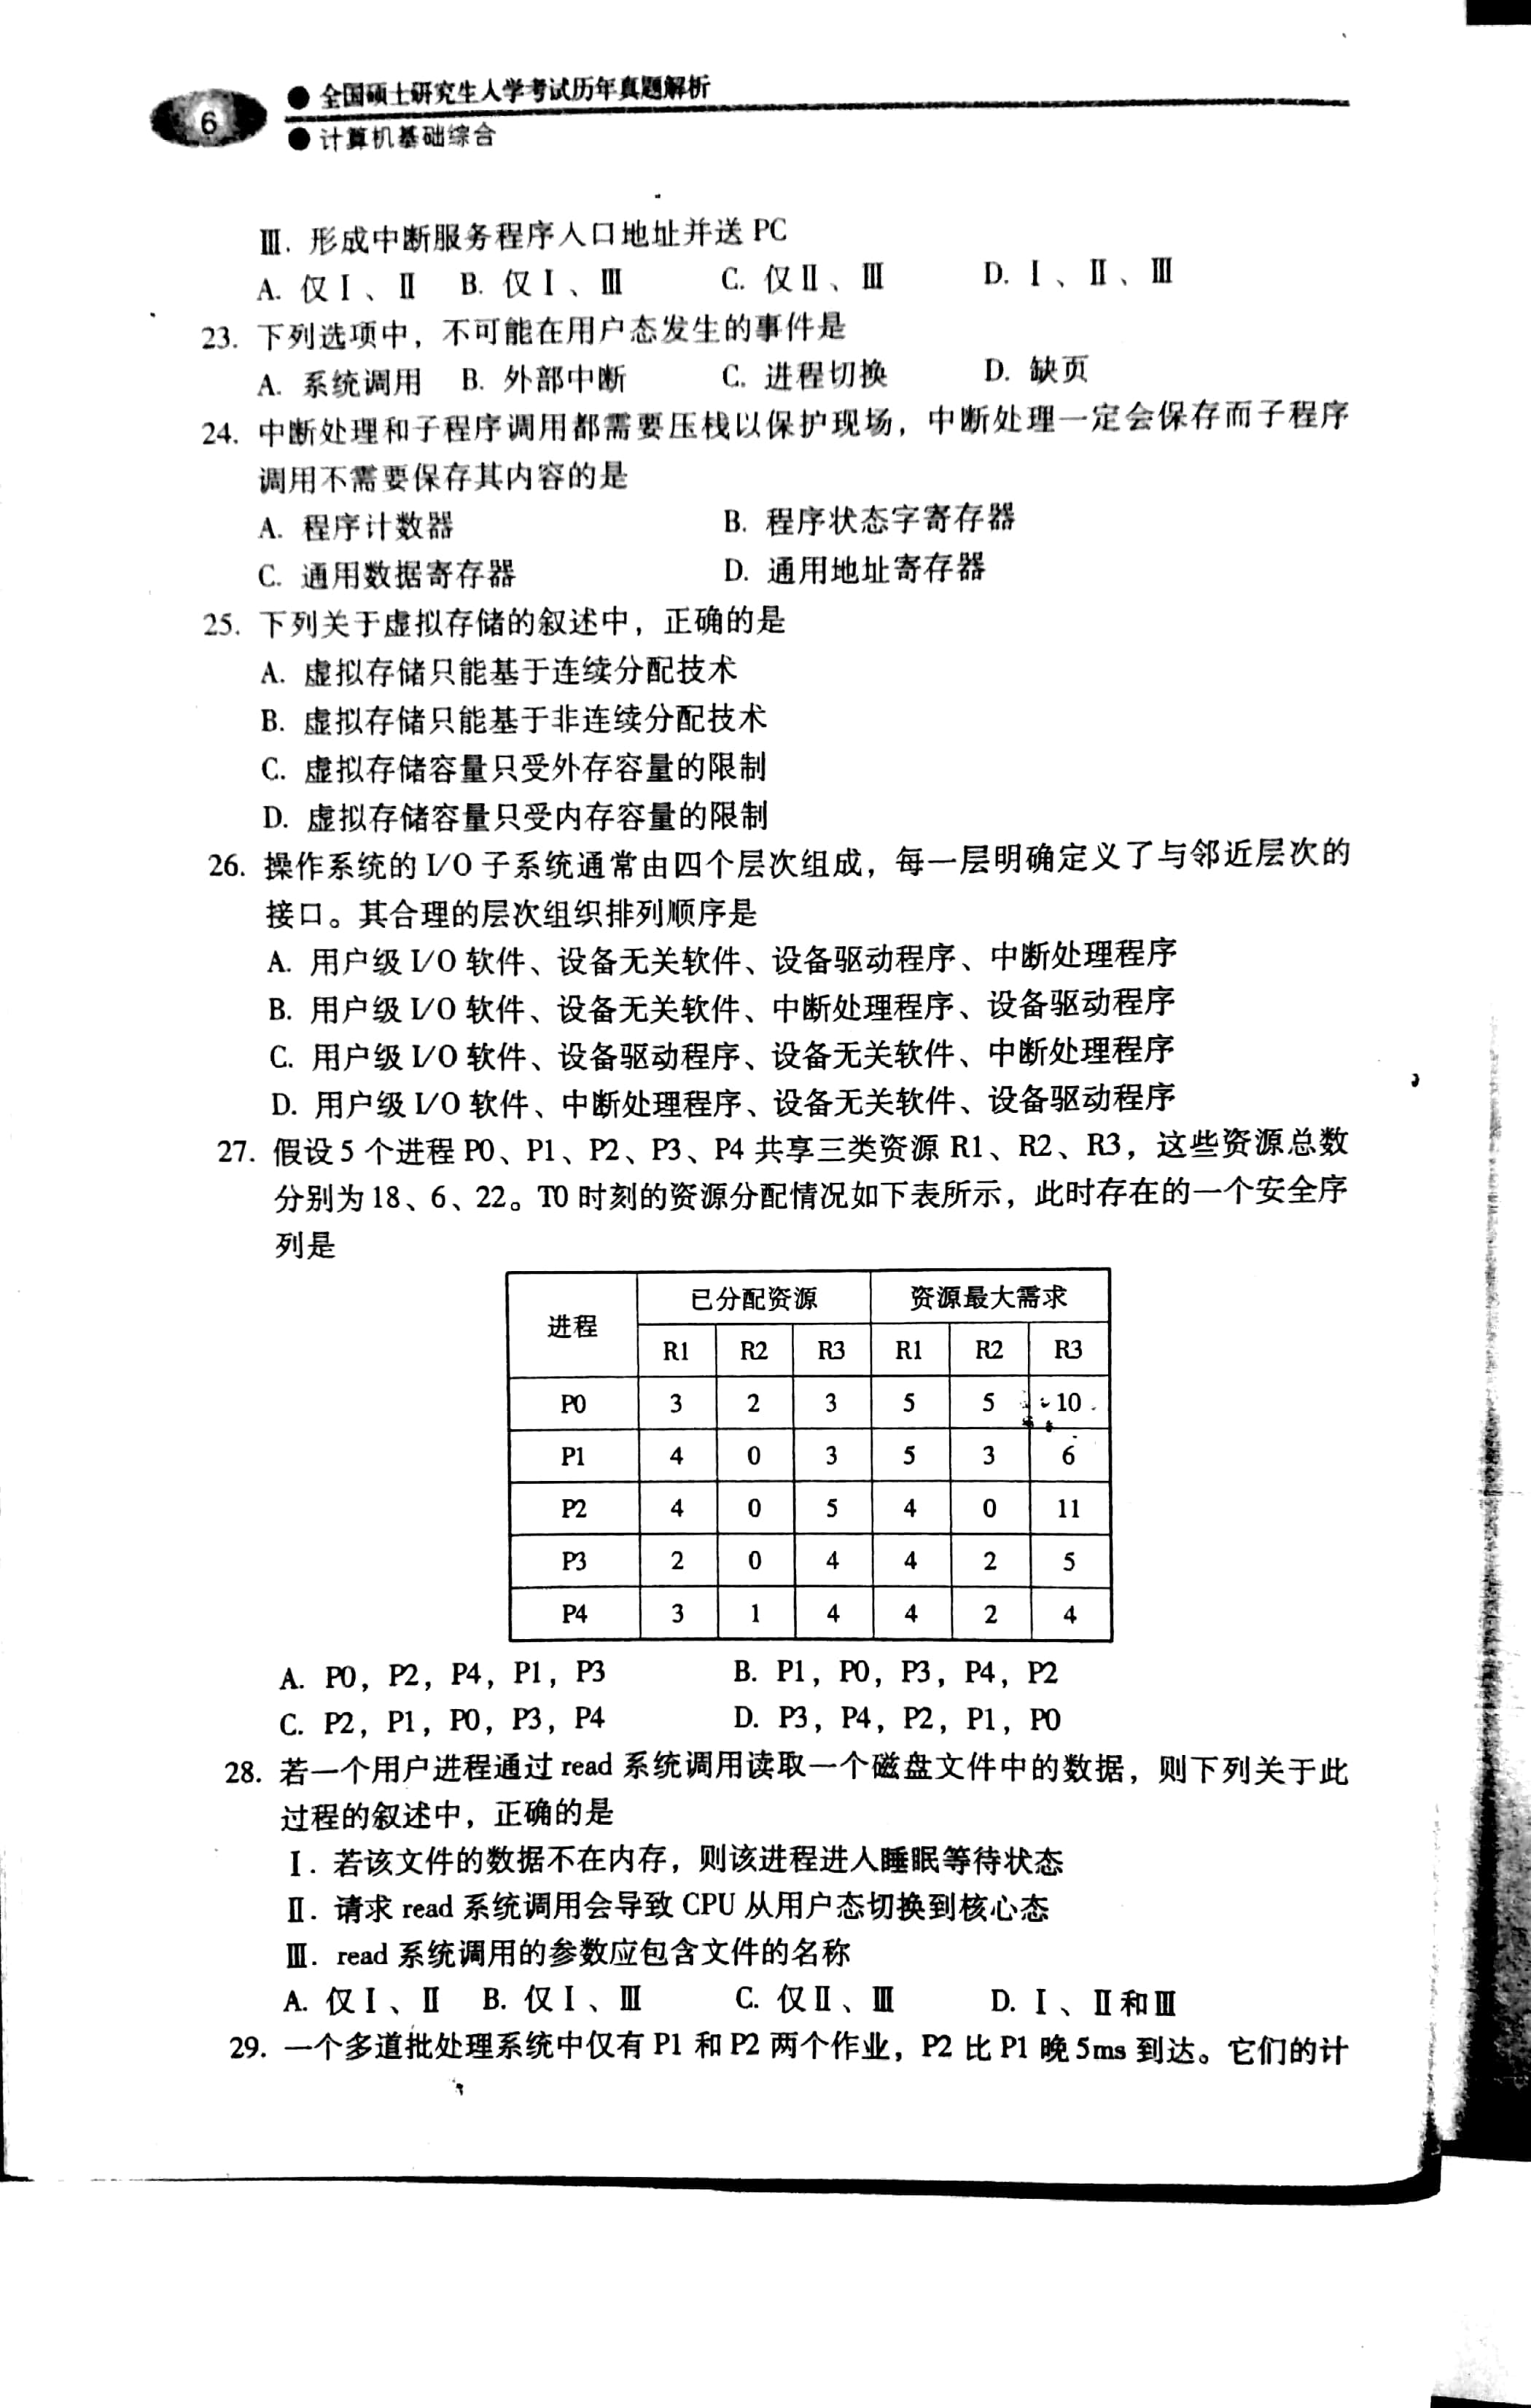 6
全国硕士研究生入学考试历年真题解析
计算机基础综合
Ⅲ. 形成中断服务程序入口地址并送 PC
A. 仅Ⅰ、Ⅱ B. 仅Ⅰ、Ⅲ C. 仅Ⅱ、Ⅲ D. Ⅰ、Ⅱ、Ⅲ
23. 下列选项中，不可能在用户态发生的事件是
A. 系统调用 B. 外部中断 C. 进程切换 D. 缺页
24. 中断处理和子程序调用都需要压栈以保护现场，中断处理一定会保存而子程序
调用不需要保存其内容的是
A. 程序计数器 B. 程序状态字寄存器
C. 通用数据寄存器 D. 通用地址寄存器
25. 下列关于虚拟存储的叙述中，正确的是
A. 虚拟存储只能基于连续分配技术
B. 虚拟存储只能基于非连续分配技术
C. 虚拟存储容量只受外存容量的限制
D. 虚拟存储容量只受内存容量的限制
26. 操作系统的 I/O 子系统通常由四个层次组成，每一层明确定义了与邻近层次的
接口。其合理的层次组织排列顺序是
A. 用户级 I/O 软件、设备无关软件、设备驱动程序、中断处理程序
B. 用户级 I/O 软件、设备无关软件、中断处理程序、设备驱动程序
C. 用户级 I/O 软件、设备驱动程序、设备无关软件、中断处理程序
D. 用户级 I/O 软件、中断处理程序、设备无关软件、设备驱动程序
27. 假设 5 个进程 P0、P1、P2、P3、P4 共享三类资源 R1、R2、R3，这些资源总数
分别为 18、6、22。T0 时刻的资源分配情况如下表所示，此时存在的一个安全序
列是
进程 已分配资源 资源最大需求
R1 R2 R3 R1 R2 R3
P0 3 2 3 5 5 10
P1 4 0 3 5 3 6
P2 4 0 5 4 0 11
P3 2 0 4 4 2 5
P4 3 1 4 4 2 4
A. P0，P2，P4，P1，P3 B. P1，P0，P3，P4，P2
C. P2，P1，P0，P3，P4 D. P3，P4，P2，P1，P0
28. 若一个用户进程通过 read 系统调用读取一个磁盘文件中的数据，则下列关于此
过程的叙述中，正确的是
Ⅰ. 若该文件的数据不在内存，则该进程进入睡眠等待状态
Ⅱ. 请求 read 系统调用会导致 CPU 从用户态切换到核心态
Ⅲ. read 系统调用的参数应包含文件的名称
A. 仅Ⅰ、Ⅱ B. 仅Ⅰ、Ⅲ C. 仅Ⅱ、Ⅲ D. Ⅰ、Ⅱ和Ⅲ
29. 一个多道批处理系统中仅有 P1 和 P2 两个作业，P2 比 P1 晚 5ms 到达。它们的计